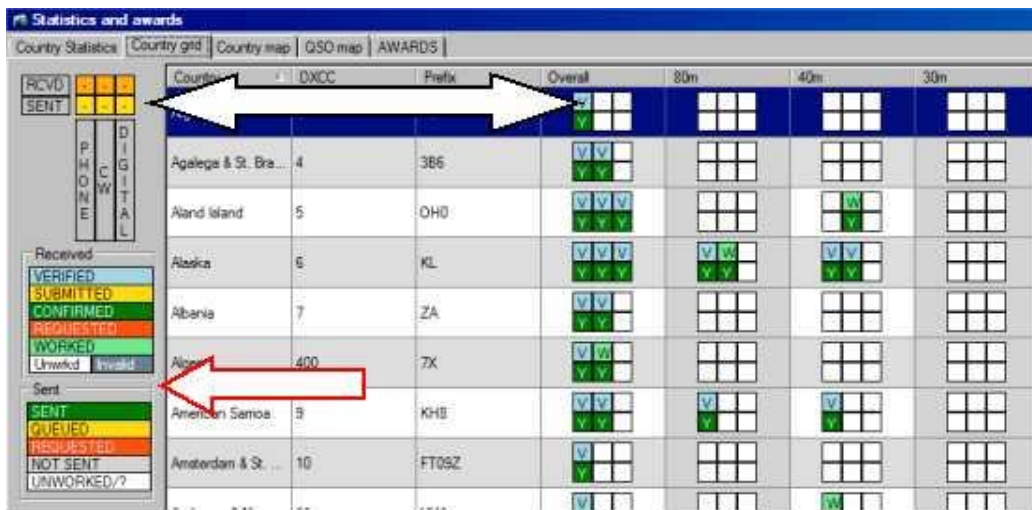 Statistics and awards
Country Statistics Country grid Country map QSO map AWARDS
RCVD - - -
SENT - - -
PHONE
CW
DIGITAL
Received
VERIFIED
SUBMITTED
CONFIRMED
REQUESTED
WORKED
Unwrkd Invalid
Sent
SENT
QUEUED
REQUESTED
NOT SENT
UNWORKED/?
Country DXCC Prefix Overall 80m 40m 30m
V
Y
Agalega & St. Bra... 4 3B6 V V
Y Y
Aland Island 5 OH0 V V V W
Y Y Y Y
Alaska 6 KL V V V V W V V
Y Y Y Y Y Y Y
Albania 7 ZA V V
Y Y
400 7X V W
Y Y
American Samoa 9 KH8 V V V V
Y Y Y Y
Amsterdam & St. ... 10 FT0SZ V
Y
V W